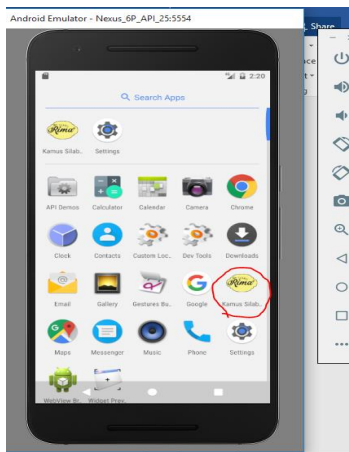 Android Emulator - Nexus_6P_API_25:5554
Share
2:20
Search Apps
Rima
Kamus Silab..
Settings
API Demos
Calculator
Calendar
Camera
Chrome
Clock
Contacts
Custom Loc..
Dev Tools
Downloads
Email
Gallery
Gestures Bu..
Google
Rima
Kamus Silab..
Maps
Messenger
Music
Phone
Settings
WebView Br..
Widget Prev..